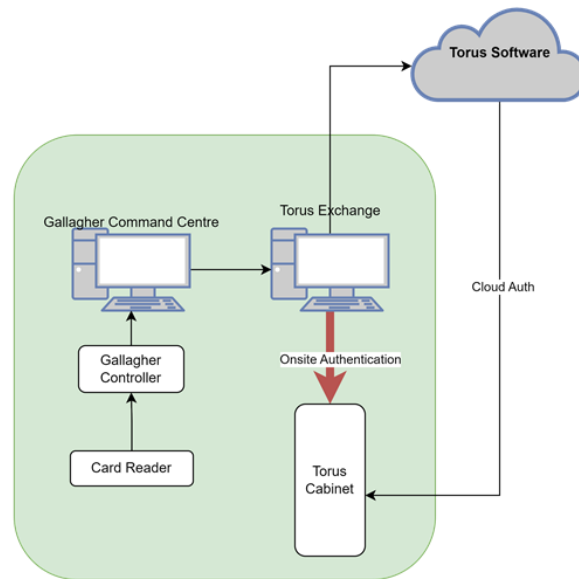 Torus Software
Gallagher Command Centre
Torus Exchange
Cloud Auth
Onsite Authentication
Gallagher
Controller
Card Reader
Torus
Cabinet